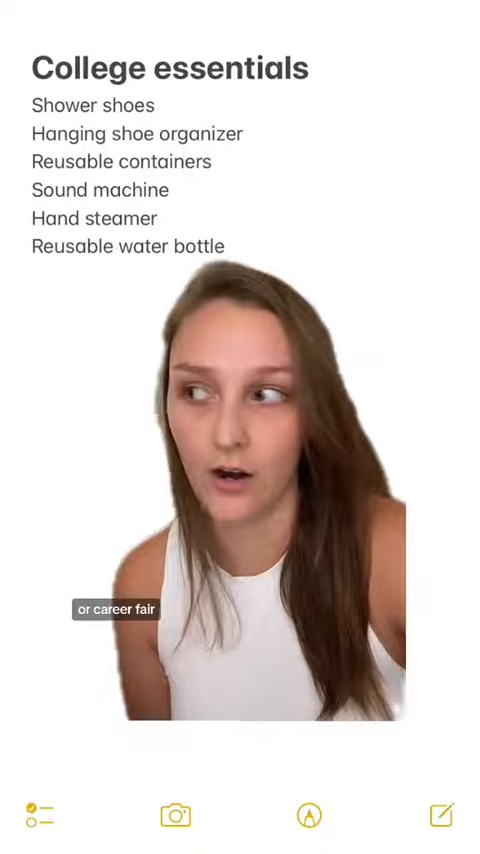 College essentials
Shower shoes
Hanging shoe organizer
Reusable containers
Sound machine
Hand steamer
Reusable water bottle
or career fair